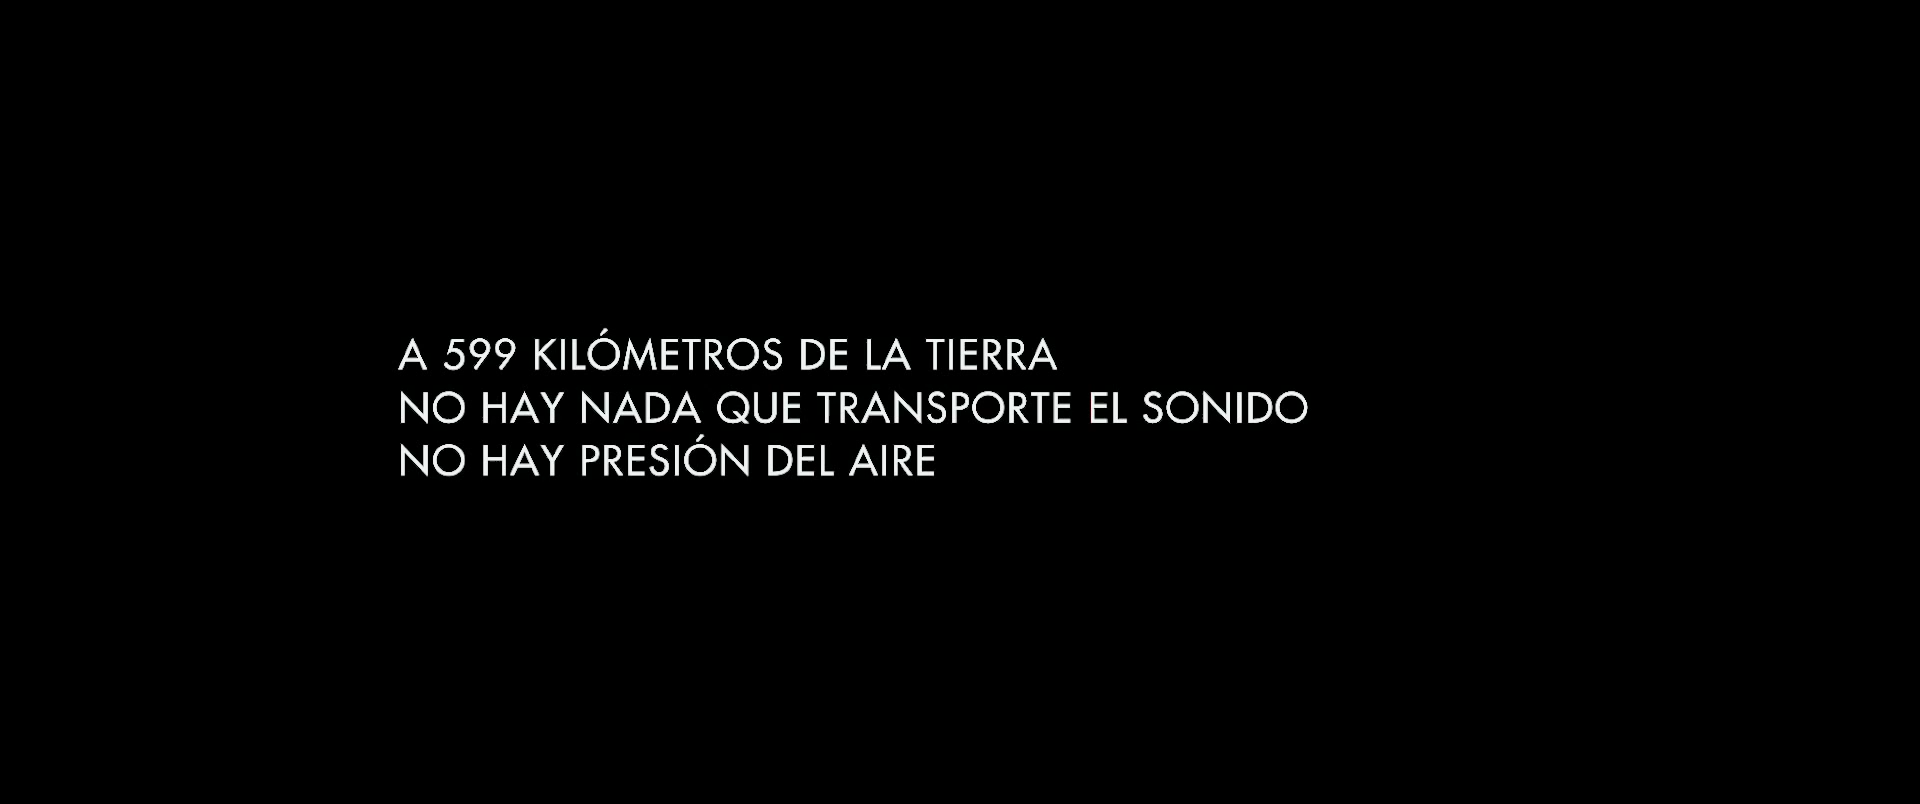 A 599 KILÓMETROS DE LA TIERRA
NO HAY NADA QUE TRANSPORTE EL SONIDO
NO HAY PRESIÓN DEL AIRE